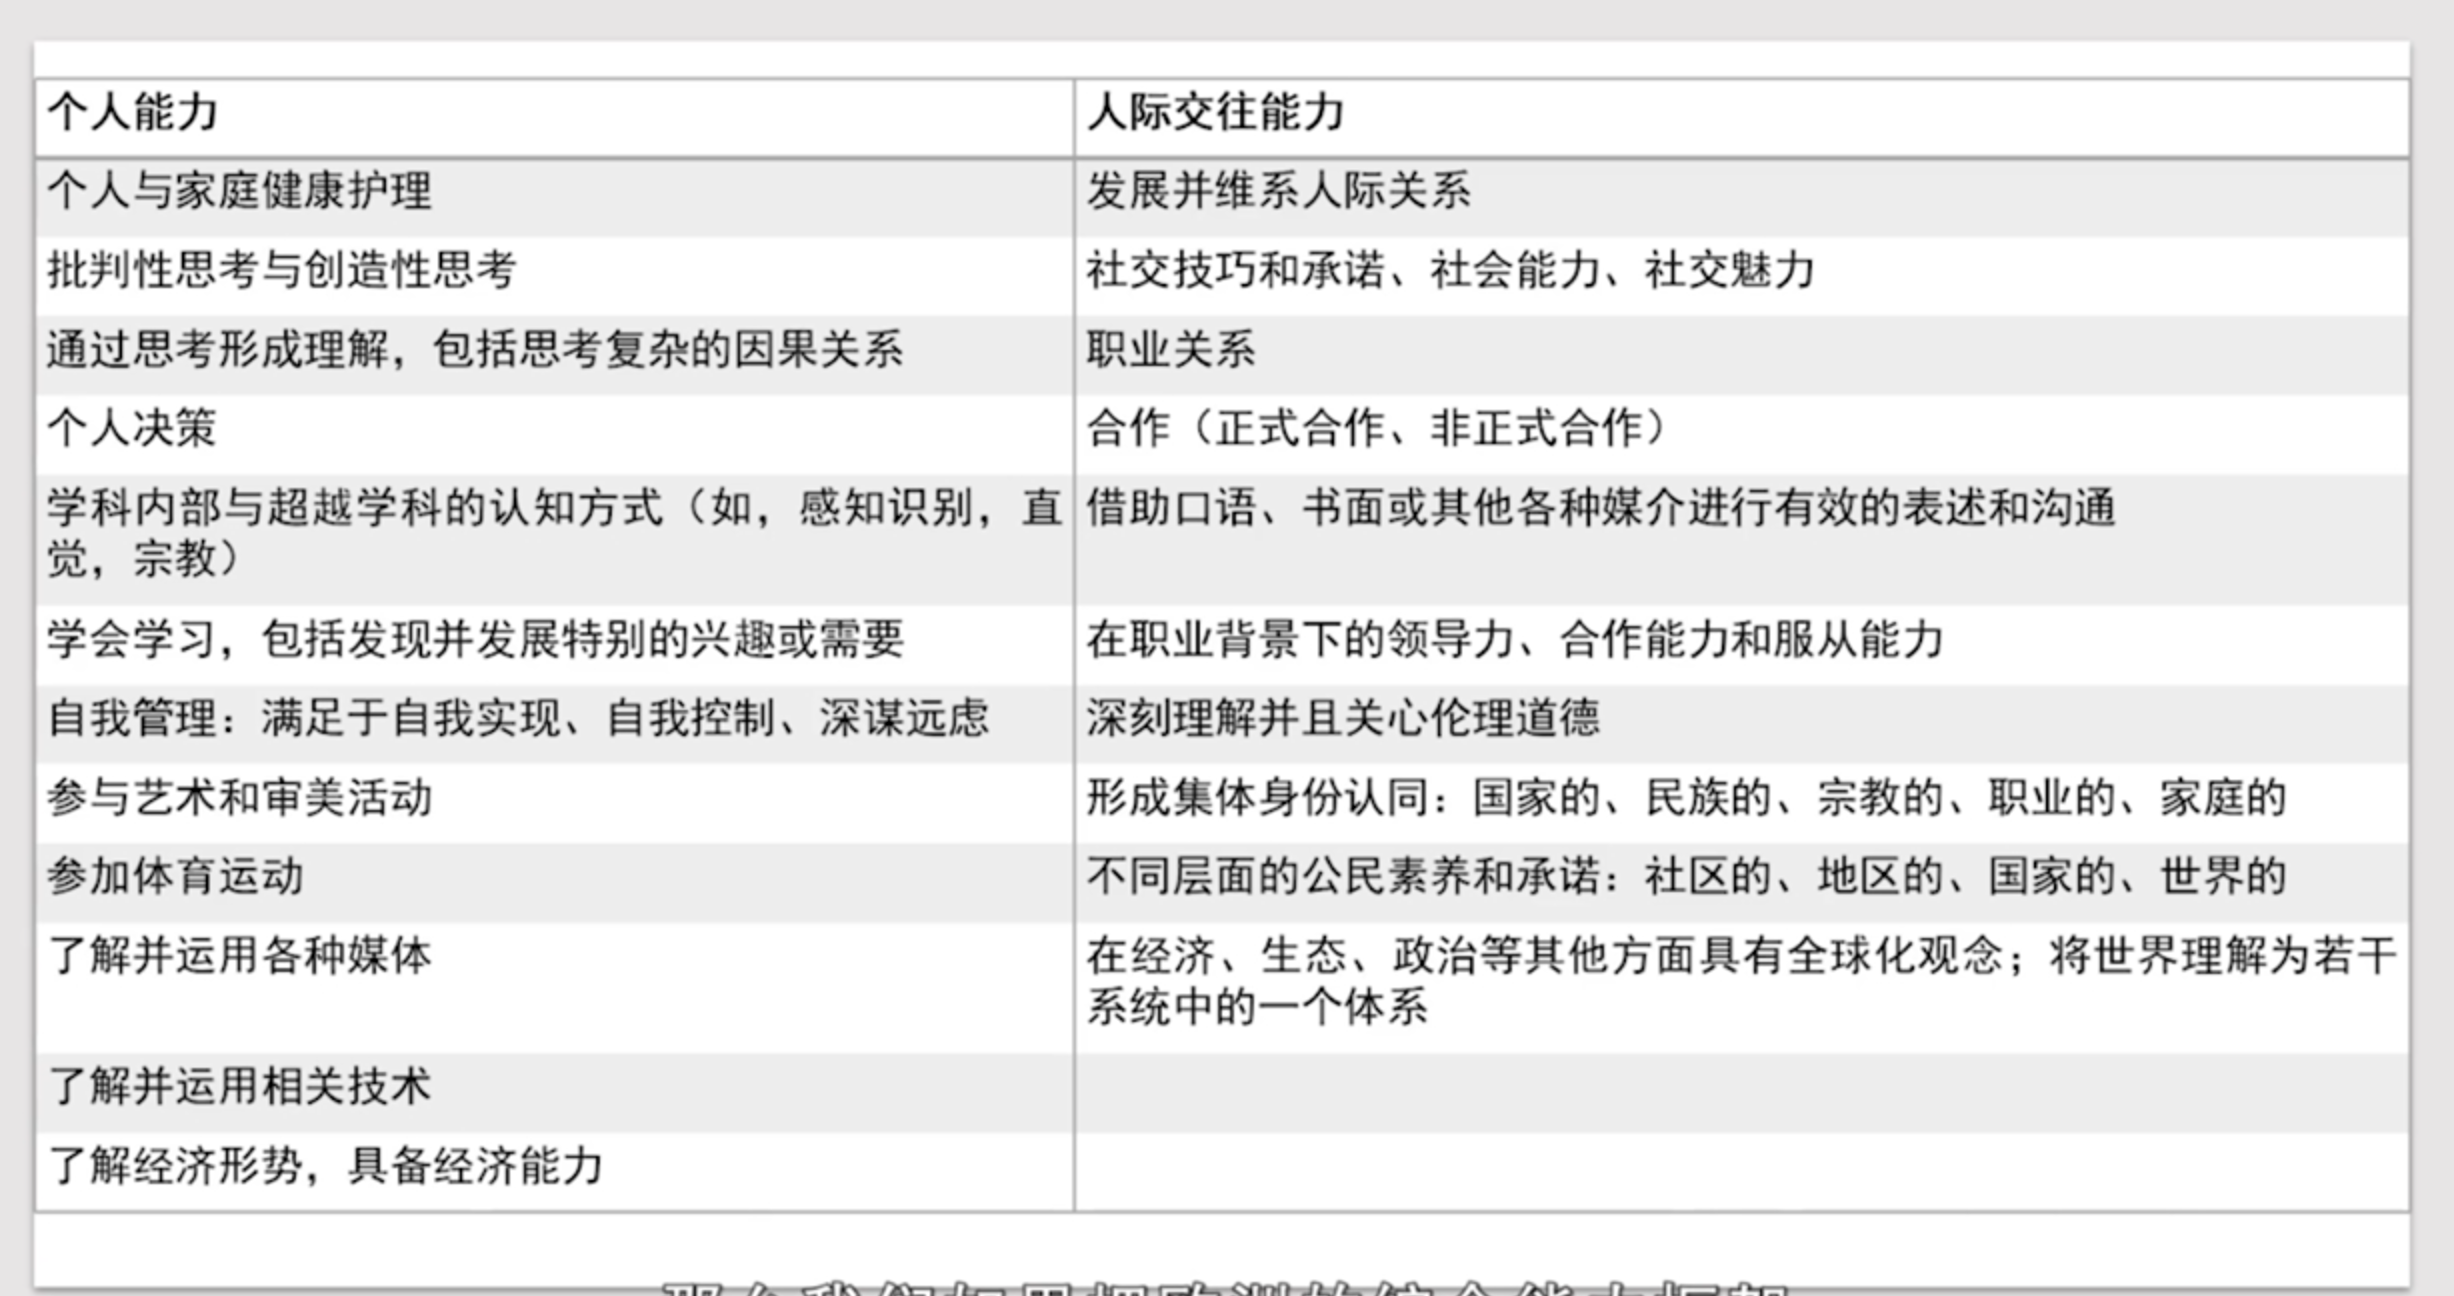 个人能力
人际交往能力
个人与家庭健康护理
发展并维系人际关系
批判性思考与创造性思考
社交技巧和承诺、社会能力、社交魅力
通过思考形成理解，包括思考复杂的因果关系
职业关系
个人决策
合作（正式合作、非正式合作）
学科内部与超越学科的认知方式（如，感知识别，直
觉，宗教）
借助口语、书面或其他各种媒介进行有效的表述和沟通
学会学习，包括发现并发展特别的兴趣或需要
在职业背景下的领导力、合作能力和服从能力
自我管理：满足于自我实现、自我控制、深谋远虑
深刻理解并且关心伦理道德
参与艺术和审美活动
形成集体身份认同：国家的、民族的、宗教的、职业的、家庭的
参加体育运动
不同层面的公民素养和承诺：社区的、地区的、国家的、世界的
了解并运用各种媒体
在经济、生态、政治等其他方面具有全球化观念；将世界理解为若干
系统中的一个体系
了解并运用相关技术
了解经济形势，具备经济能力